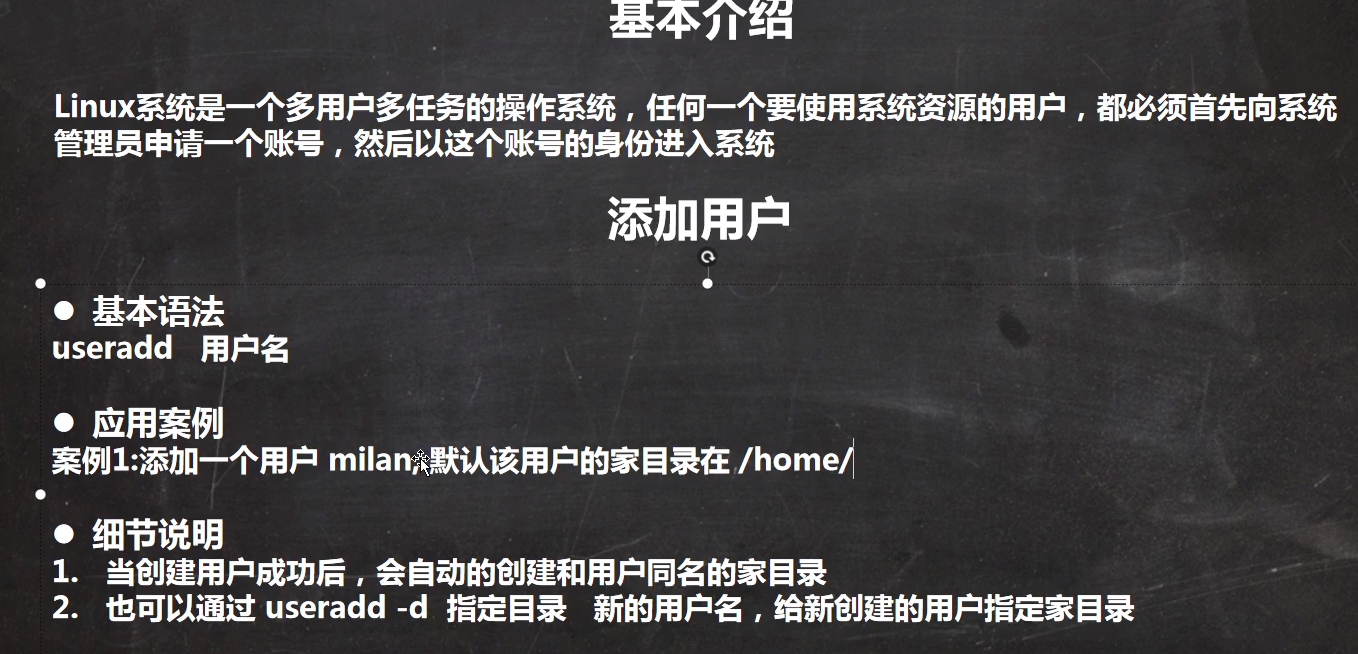 基本介绍
Linux系统是一个多用户多任务的操作系统，任何一个要使用系统资源的用户，都必须首先向系统
管理员申请一个账号，然后以这个账号的身份进入系统
添加用户
● 基本语法
useradd 用户名
● 应用案例
案例1:添加一个用户 milan, 默认该用户的家目录在 /home/
● 细节说明
1. 当创建用户成功后，会自动的创建和用户同名的家目录
2. 也可以通过 useradd -d 指定目录 新的用户名，给新创建的用户指定家目录